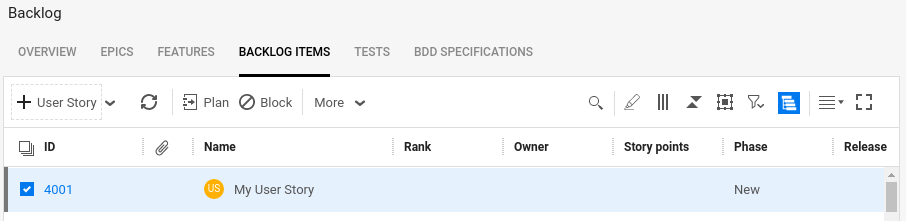 Backlog
OVERVIEW EPICS FEATURES BACKLOG ITEMS TESTS BDD SPECIFICATIONS
User Story Plan Block More
ID Name Rank Owner Story points Phase Release
4001 US My User Story New